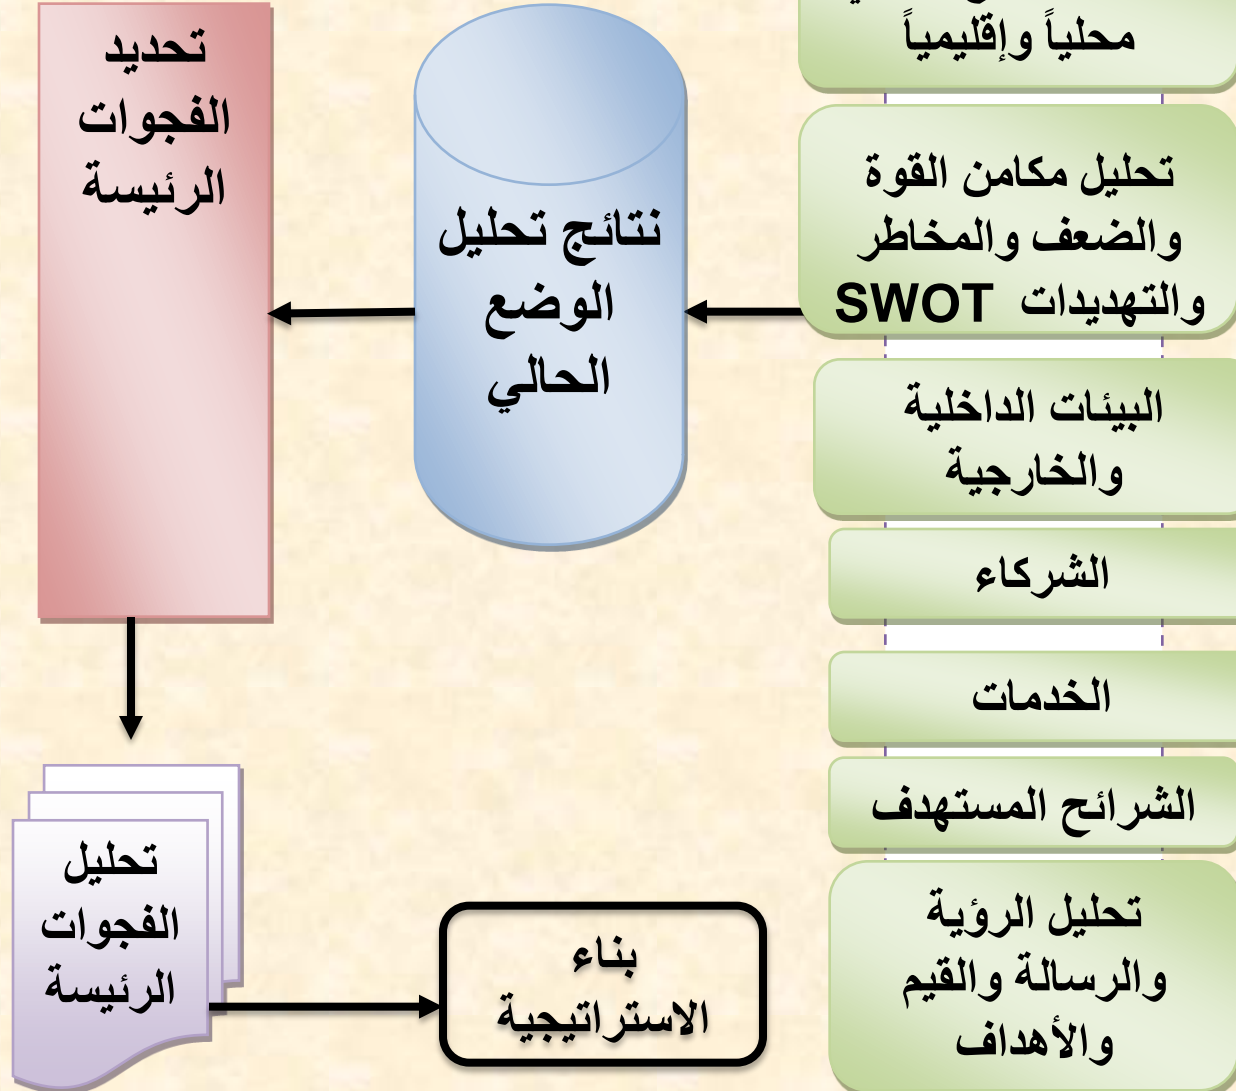 محلياً وإقليمياً
تحليل مكامن القوة
والضعف والمخاطر
والتهديدات SWOT
البيئات الداخلية
والخارجية
الشركاء
الخدمات
الشرائح المستهدف
تحليل الرؤية
والرسالة والقيم
والأهداف
نتائج تحليل
الوضع
الحالي
تحديد
الفجوات
الرئيسة
تحليل
الفجوات
الرئيسة
بناء
الاستراتيجية